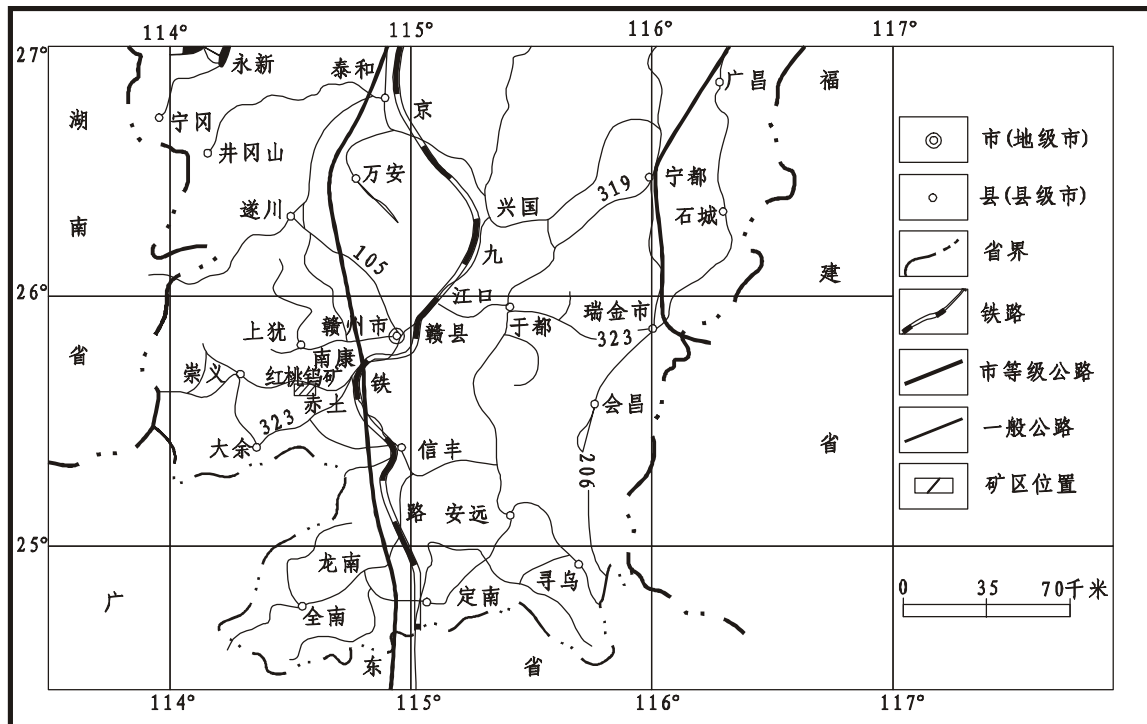 114°
115°
116°
117°
27°
永新
泰和
广昌
福
湖
宁冈
京
井冈山
万安
319
宁都
遂川
兴国
石城
南
105
九
建
26°
江口
瑞金市
上犹
赣州市
赣县
于都
323
省
南康
崇义
红桃钨矿
铁
赤土
会昌
323
大余
信丰
省
206
路
安远
25°
龙南
寻乌
广
全南
定南
东
省
114°
115°
116°
117°
市(地级市)
县(县级市)
省界
铁路
市等级公路
一般公路
矿区位置
0 35 70千米